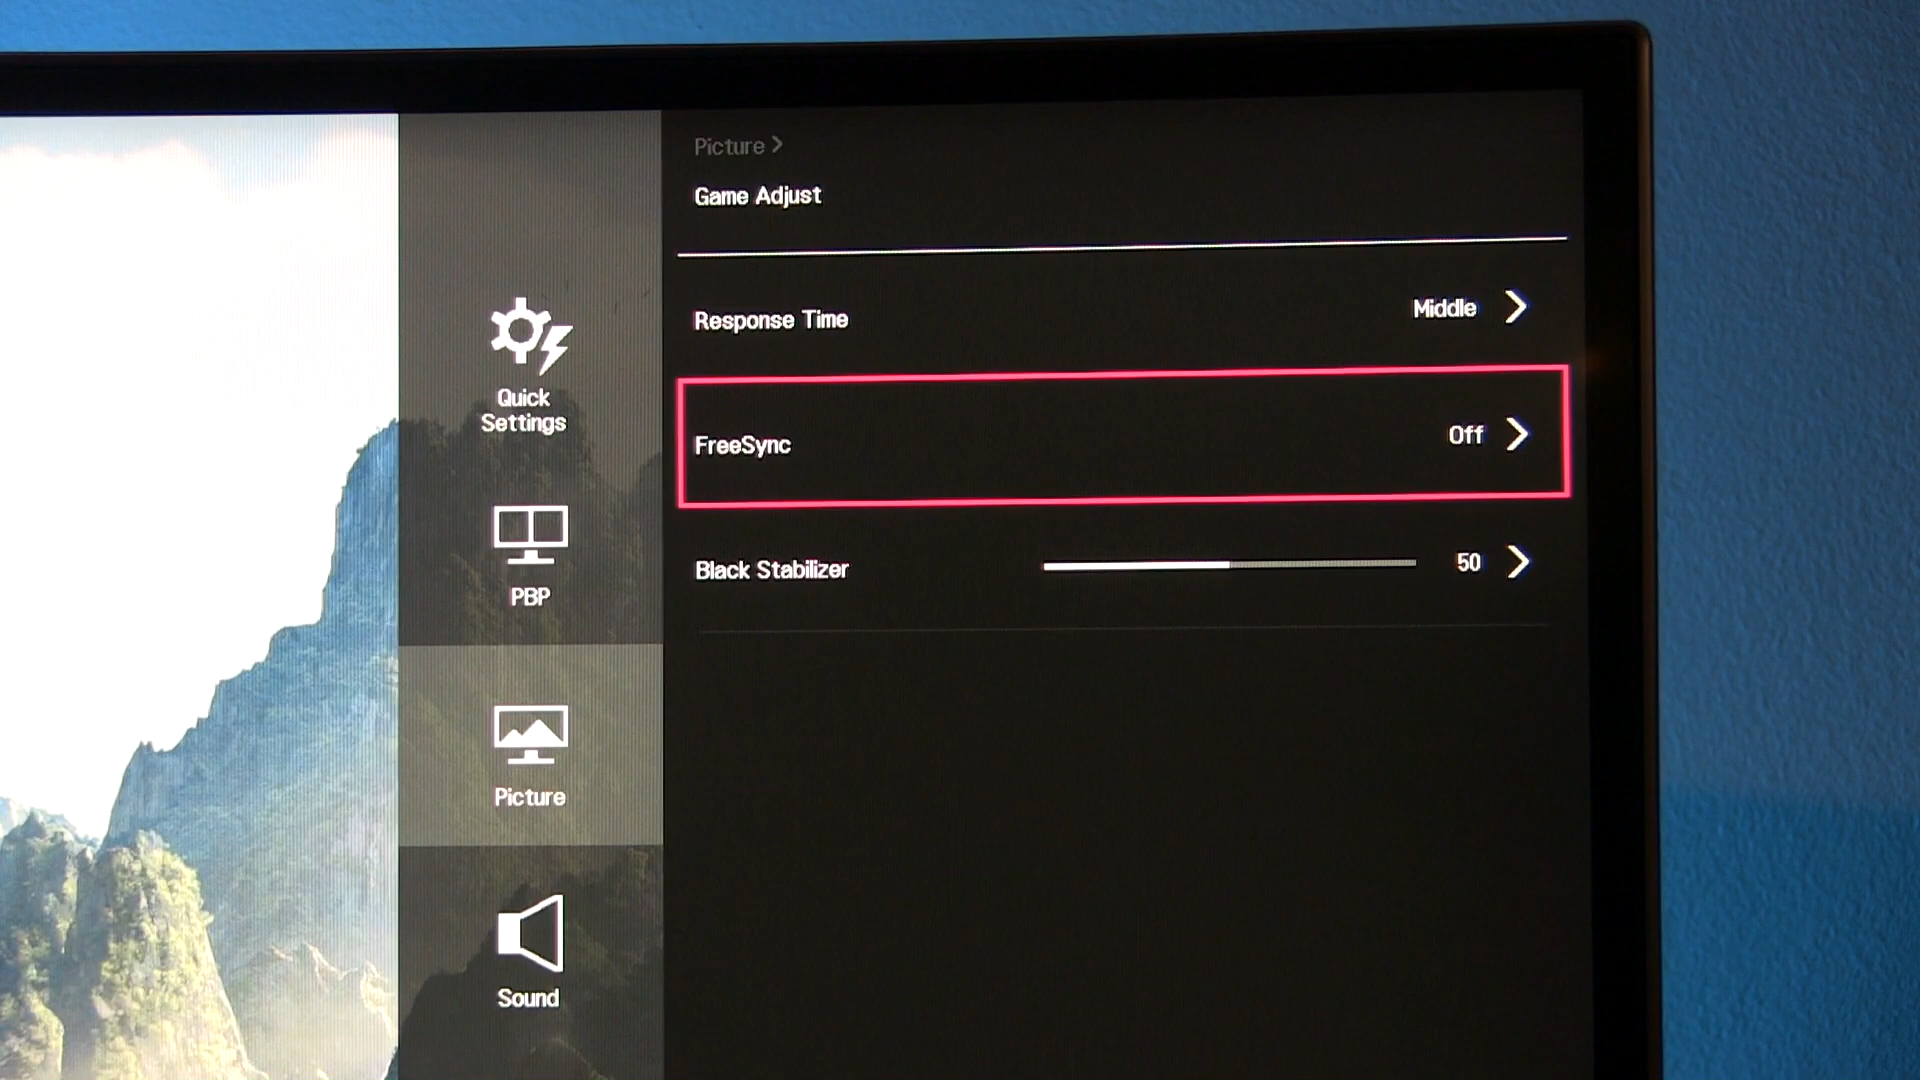 Picture >
Game Adjust
Response Time Middle
FreeSync Off
Black Stabilizer 50
Quick
Settings
PBP
Picture
Sound